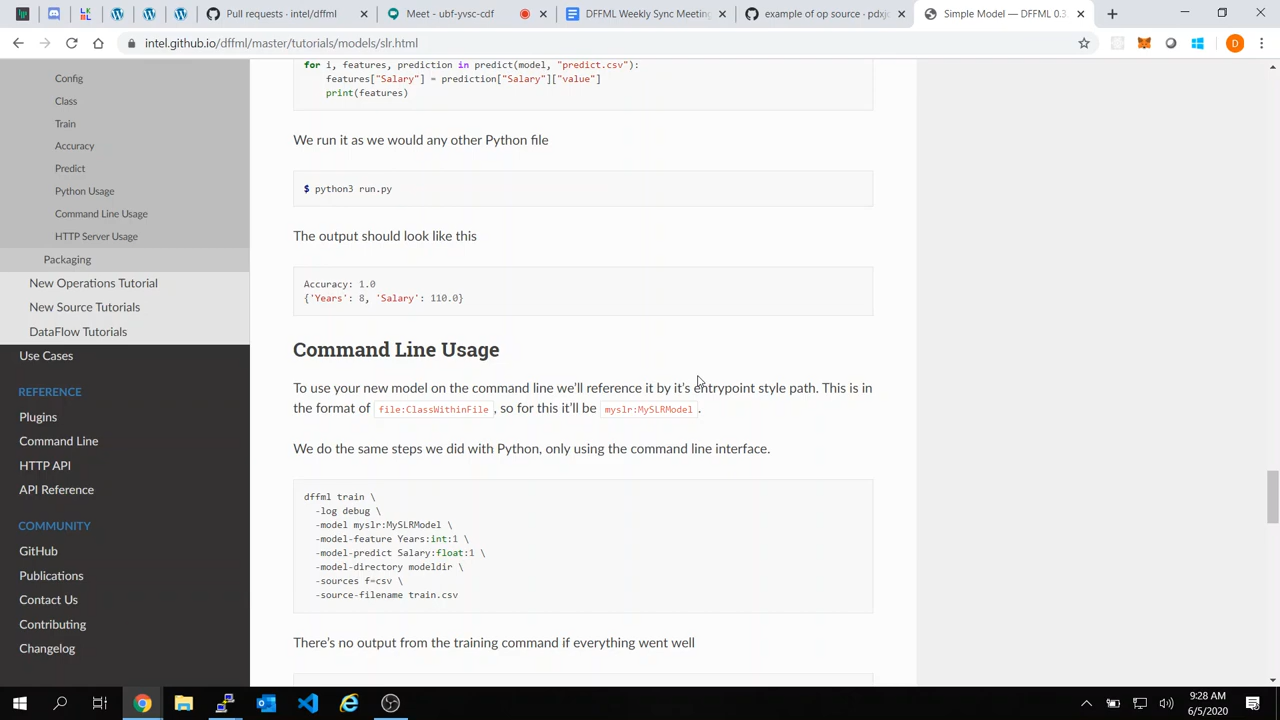 Pull requests · intel/dffml
Meet - ubf-yvsc-cdf
DFFML Weekly Sync Meeting
example of op source · pdxjo
Simple Model — DFFML 0.3.
intel.github.io/dffml/master/tutorials/models/slr.html
D
Config
Class
Train
Accuracy
Predict
Python Usage
Command Line Usage
HTTP Server Usage
Packaging
New Operations Tutorial
New Source Tutorials
DataFlow Tutorials
Use Cases
REFERENCE
Plugins
Command Line
HTTP API
API Reference
COMMUNITY
GitHub
Publications
Contact Us
Contributing
Changelog
for i, features, prediction in predict(model, "predict.csv"):
features["Salary"] = prediction["Salary"]["value"]
print(features)
We run it as we would any other Python file
$ python3 run.py
The output should look like this
Accuracy: 1.0
{'Years': 8, 'Salary': 110.0}
Command Line Usage
To use your new model on the command line we'll reference it by it's entrypoint style path. This is in
the format of file:ClassWithinFile, so for this it'll be myslr:MySLRModel.
We do the same steps we did with Python, only using the command line interface.
dffml train \
-log debug \
-model myslr:MySLRModel \
-model-feature Years:int:1 \
-model-predict Salary:float:1 \
-model-directory modeldir \
-sources f=csv \
-source-filename train.csv
There's no output from the training command if everything went well
9:28 AM
6/5/2020